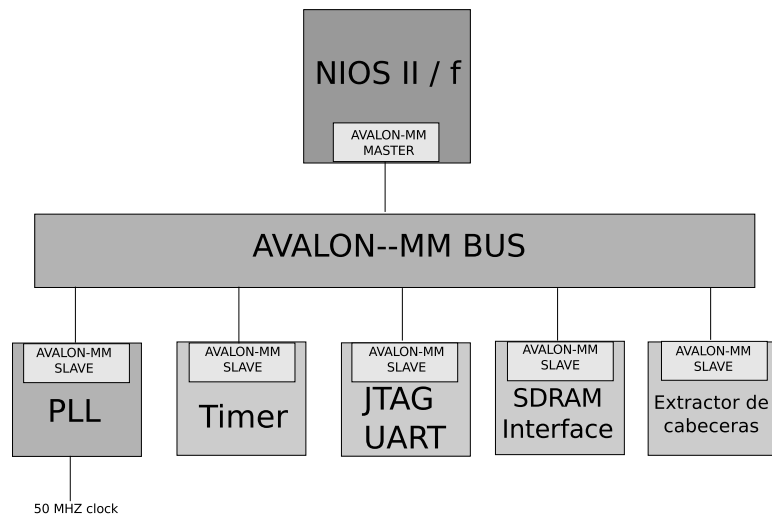 NIOS II / f
AVALON-MM
MASTER
AVALON--MM BUS
AVALON-MM
SLAVE
PLL
AVALON-MM
SLAVE
Timer
AVALON-MM
SLAVE
JTAG
UART
AVALON-MM
SLAVE
SDRAM
Interface
AVALON-MM
SLAVE
Extractor de
cabeceras
50 MHZ clock